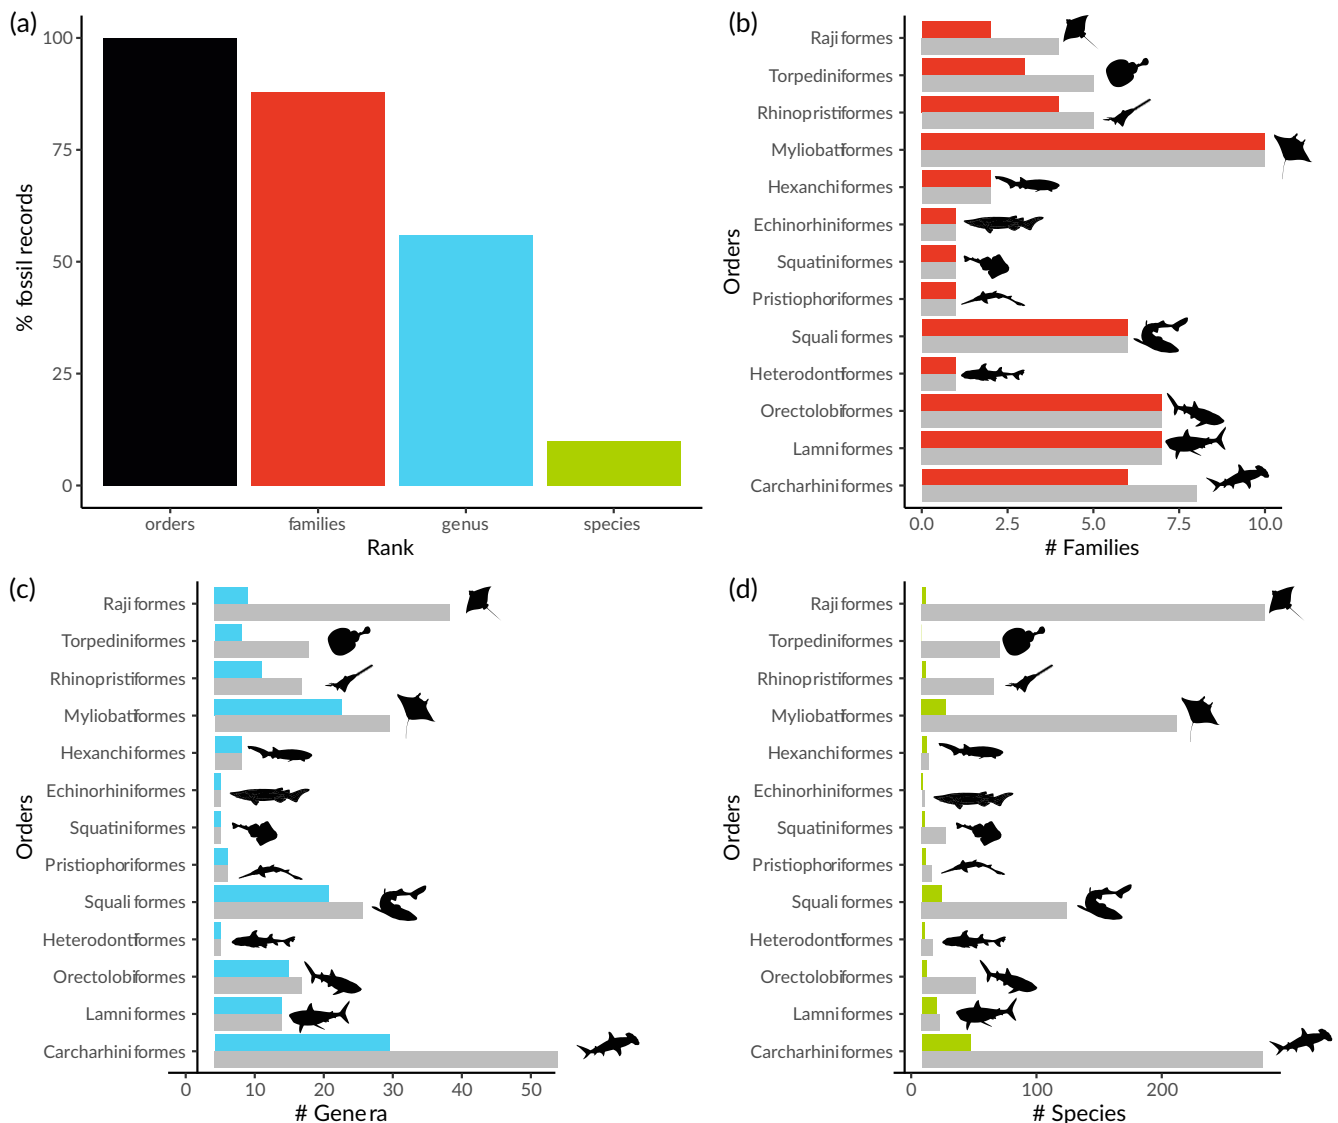 (a)
100
75
50
25
0
% fossil records
orders families genus species
Rank
(b)
Rajiformes
Torpediniformes
Rhinopristiformes
Myliobatiformes
Hexanchiformes
Echinorhiniformes
Squatiniformes
Pristiophoriformes
Squaliformes
Heterodontiformes
Orectolobiformes
Lamniformes
Carcharhiniformes
Orders
0.0 2.5 5.0 7.5 10.0
# Families
(c)
Rajiformes
Torpediniformes
Rhinopristiformes
Myliobatiformes
Hexanchiformes
Echinorhiniformes
Squatiniformes
Pristiophoriformes
Squaliformes
Heterodontiformes
Orectolobiformes
Lamniformes
Carcharhiniformes
Orders
0 10 20 30 40 50
# Genera
(d)
Rajiformes
Torpediniformes
Rhinopristiformes
Myliobatiformes
Hexanchiformes
Echinorhiniformes
Squatiniformes
Pristiophoriformes
Squaliformes
Heterodontiformes
Orectolobiformes
Lamniformes
Carcharhiniformes
Orders
0 100 200
# Species